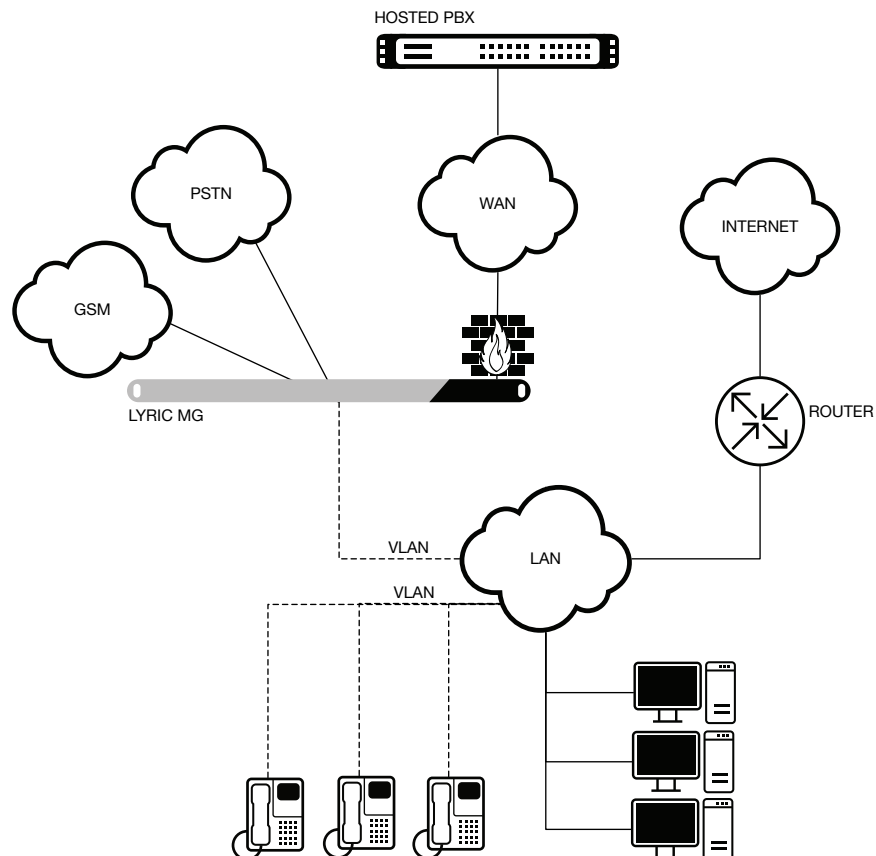 HOSTED PBX
PSTN
WAN
INTERNET
GSM
LYRIC MG
ROUTER
VLAN
LAN
VLAN